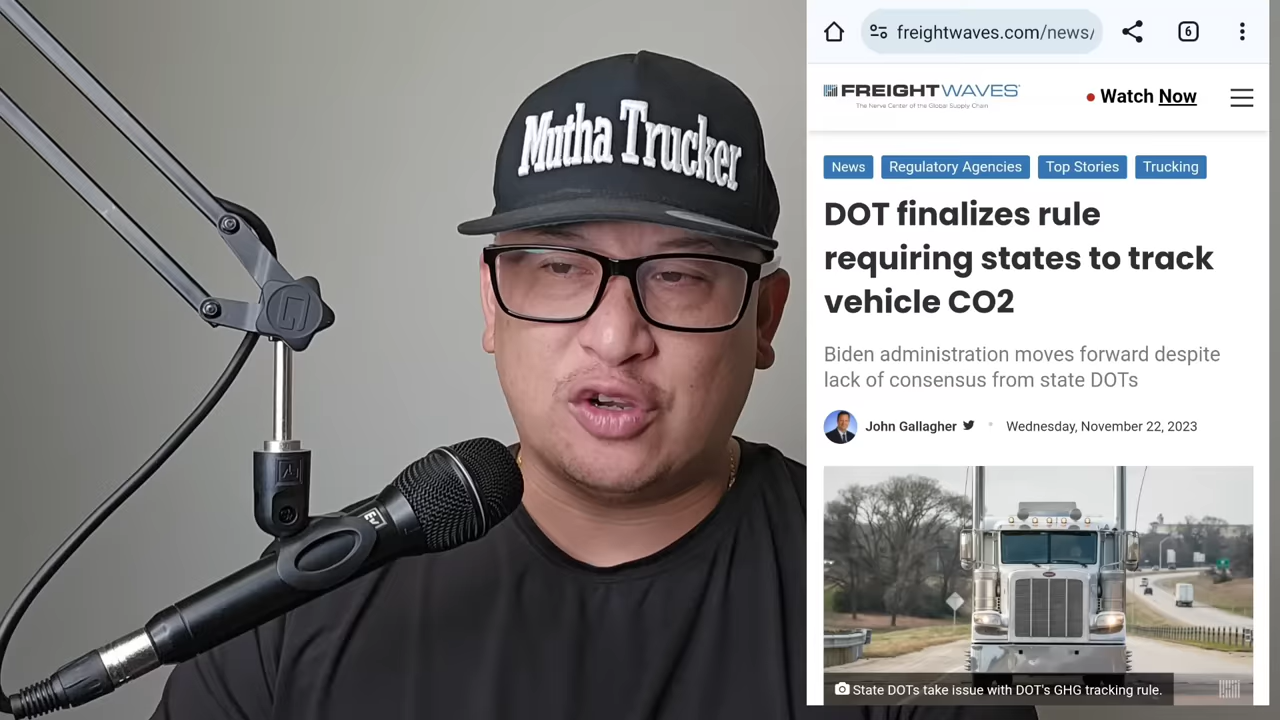 Mutha Trucker
EV
freightwaves.com/news/
6
FREIGHTWAVES
The Nerve Center of the Global Supply Chain
Watch Now
News
Regulatory Agencies
Top Stories
Trucking
DOT finalizes rule
requiring states to track
vehicle CO2
Biden administration moves forward despite
lack of consensus from state DOTs
John Gallagher
Wednesday, November 22, 2023
State DOTs take issue with DOT's GHG tracking rule.